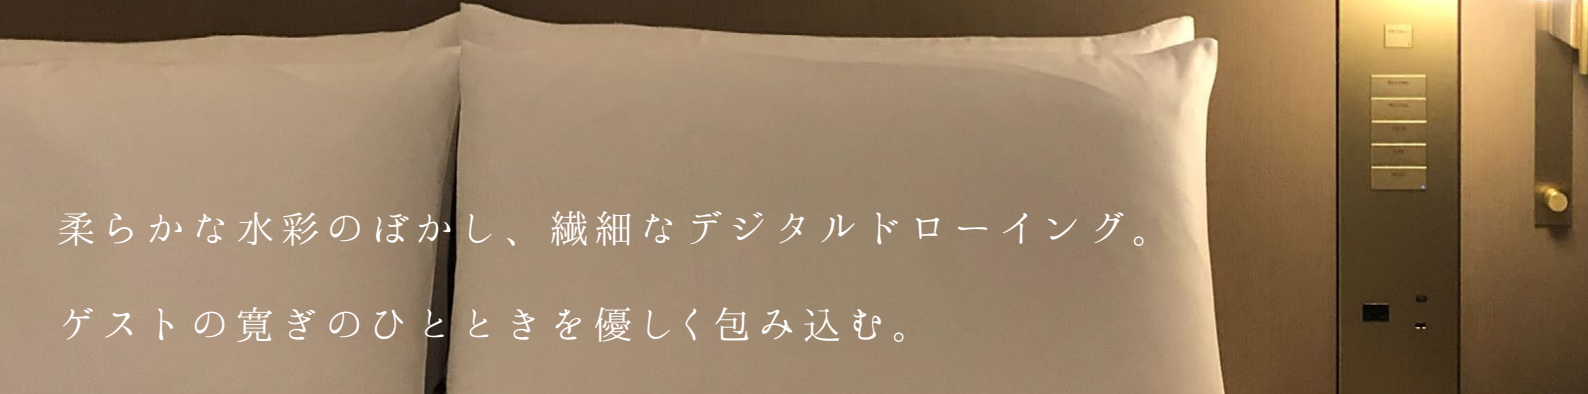 柔らかな水彩のぼかし、繊細なデジタルドローイング。
ゲストの寛ぎのひとときを優しく包み込む。